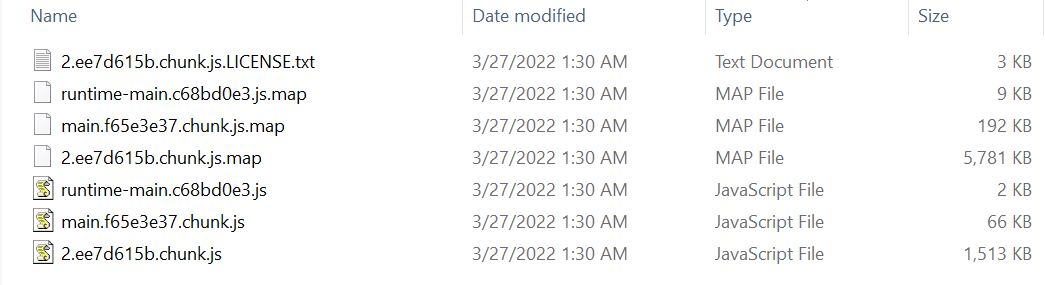 Name Date modified Type Size
2.ee7d615b.chunk.js.LICENSE.txt 3/27/2022 1:30 AM Text Document 3 KB
runtime-main.c68bd0e3.js.map 3/27/2022 1:30 AM MAP File 9 KB
main.f65e3e37.chunk.js.map 3/27/2022 1:30 AM MAP File 192 KB
2.ee7d615b.chunk.js.map 3/27/2022 1:30 AM MAP File 5,781 KB
runtime-main.c68bd0e3.js 3/27/2022 1:30 AM JavaScript File 2 KB
main.f65e3e37.chunk.js 3/27/2022 1:30 AM JavaScript File 66 KB
2.ee7d615b.chunk.js 3/27/2022 1:30 AM JavaScript File 1,513 KB